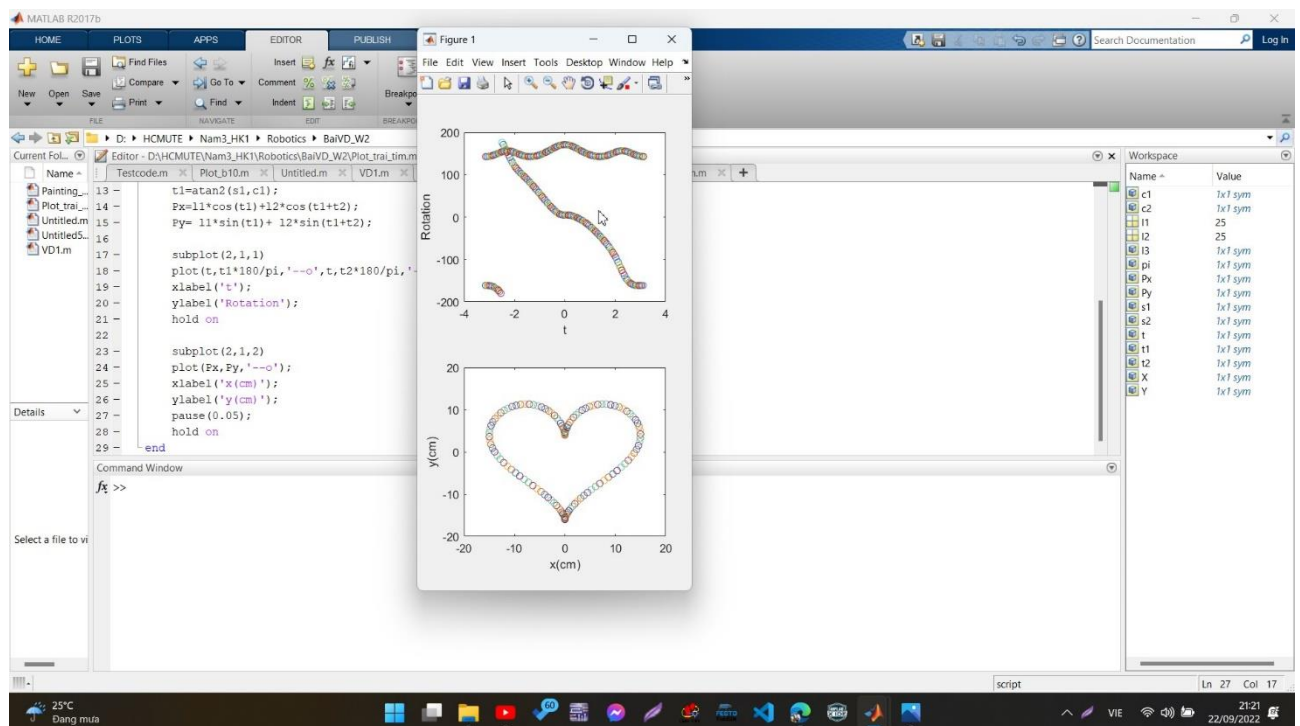 MATLAB R2017b
HOME PLOTS APPS EDITOR PUBLISH
Search Documentation Log In
Find Files Insert fx
New Open Save Compare Go To Comment Breakpo
Print Find Indent
FILE NAVIGATE EDIT BREAKPO
D: HCMUTE Nam3_HK1 Robotics BaiVD_W2
Current Fol... Editor - D:\HCMUTE\Nam3_HK1\Robotics\BaiVD_W2\Plot_trai_tim.m
Name Testcode.m Plot_b10.m Untitled.m VD1.m
Painting_...
Plot_trai_...
Untitled.m
Untitled5...
VD1.m
13 - t1=atan2(s1,c1);
14 - Px=l1*cos(t1)+l2*cos(t1+t2);
15 - Py= l1*sin(t1)+ l2*sin(t1+t2);
16
17 - subplot(2,1,1)
18 - plot(t,t1*180/pi,'--o',t,t2*180/pi,'-
19 - xlabel('t');
20 - ylabel('Rotation');
21 - hold on
22
23 - subplot(2,1,2)
24 - plot(Px,Py,'--o');
25 - xlabel('x(cm)');
26 - ylabel('y(cm)');
27 - pause(0.05);
28 - hold on
29 - end
Details
Select a file to vi
Command Window
fx >>
Figure 1
File Edit View Insert Tools Desktop Window Help
200
100
0
-100
-200
Rotation
-4 -2 0 2 4
t
20
10
0
-10
-20
y(cm)
-20 -10 0 10 20
x(cm)
Workspace
Name Value
c1 1x1 sym
c2 1x1 sym
l1 25
l2 25
l3 1x1 sym
pi 1x1 sym
Px 1x1 sym
Py 1x1 sym
s1 1x1 sym
s2 1x1 sym
t 1x1 sym
t1 1x1 sym
t2 1x1 sym
X 1x1 sym
Y 1x1 sym
script Ln 27 Col 17
25°C
Đang mưa
60
VIE
21:21
22/09/2022